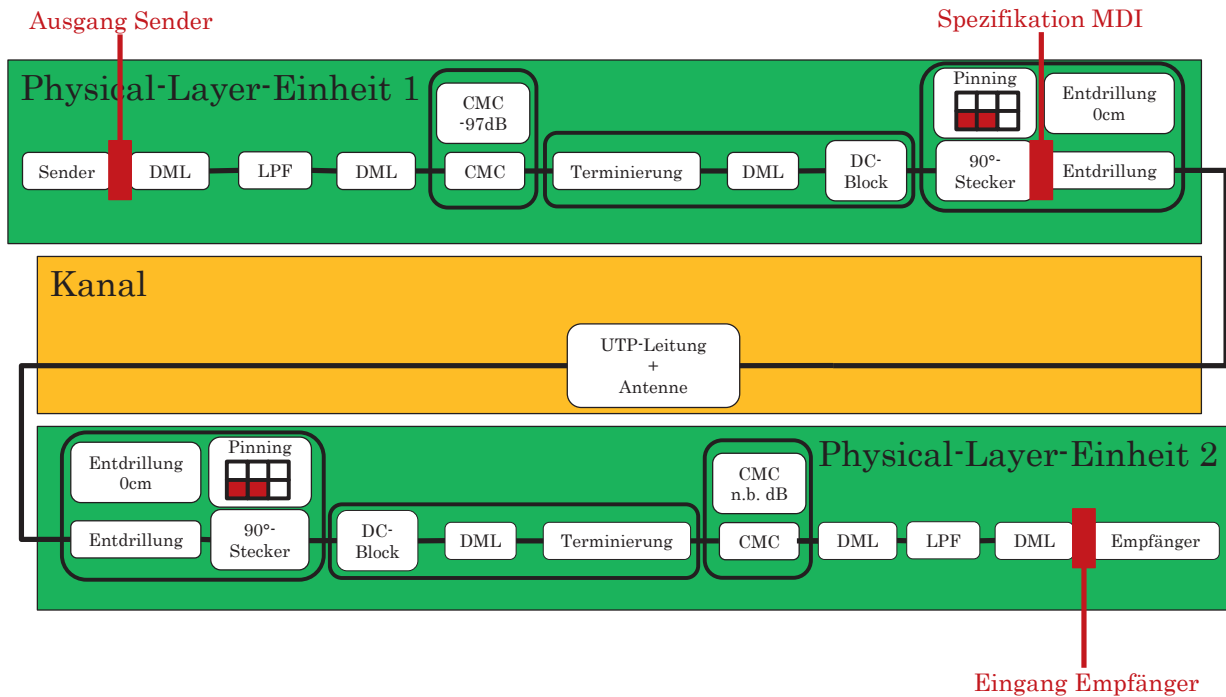 Ausgang Sender
Spezifikation MDI
Physical-Layer-Einheit 1
CMC
-97dB
Pinning
Entdrillung
0cm
Sender
DML
LPF
DML
CMC
Terminierung
DML
DC-
Block
90°-
Stecker
Entdrillung
Kanal
UTP-Leitung
+
Antenne
Physical-Layer-Einheit 2
Entdrillung
0cm
Pinning
CMC
n.b. dB
Entdrillung
90°-
Stecker
DC-
Block
DML
Terminierung
CMC
DML
LPF
DML
Empfänger
Eingang Empfänger